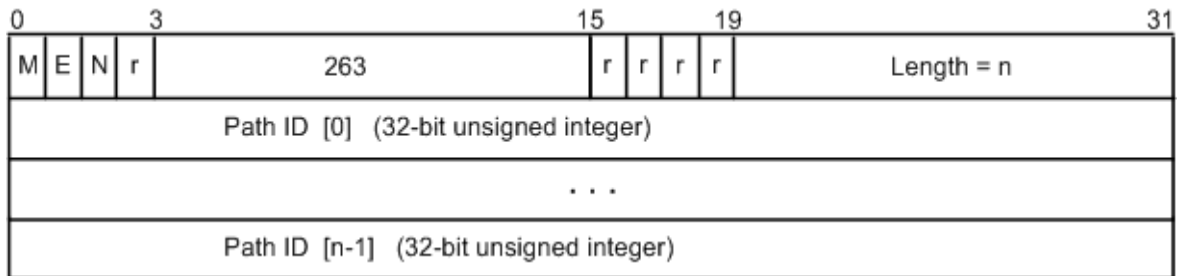 0 3 15 19 31
M E N r 263 r r r r Length = n
Path ID [0] (32-bit unsigned integer)
. . .
Path ID [n-1] (32-bit unsigned integer)